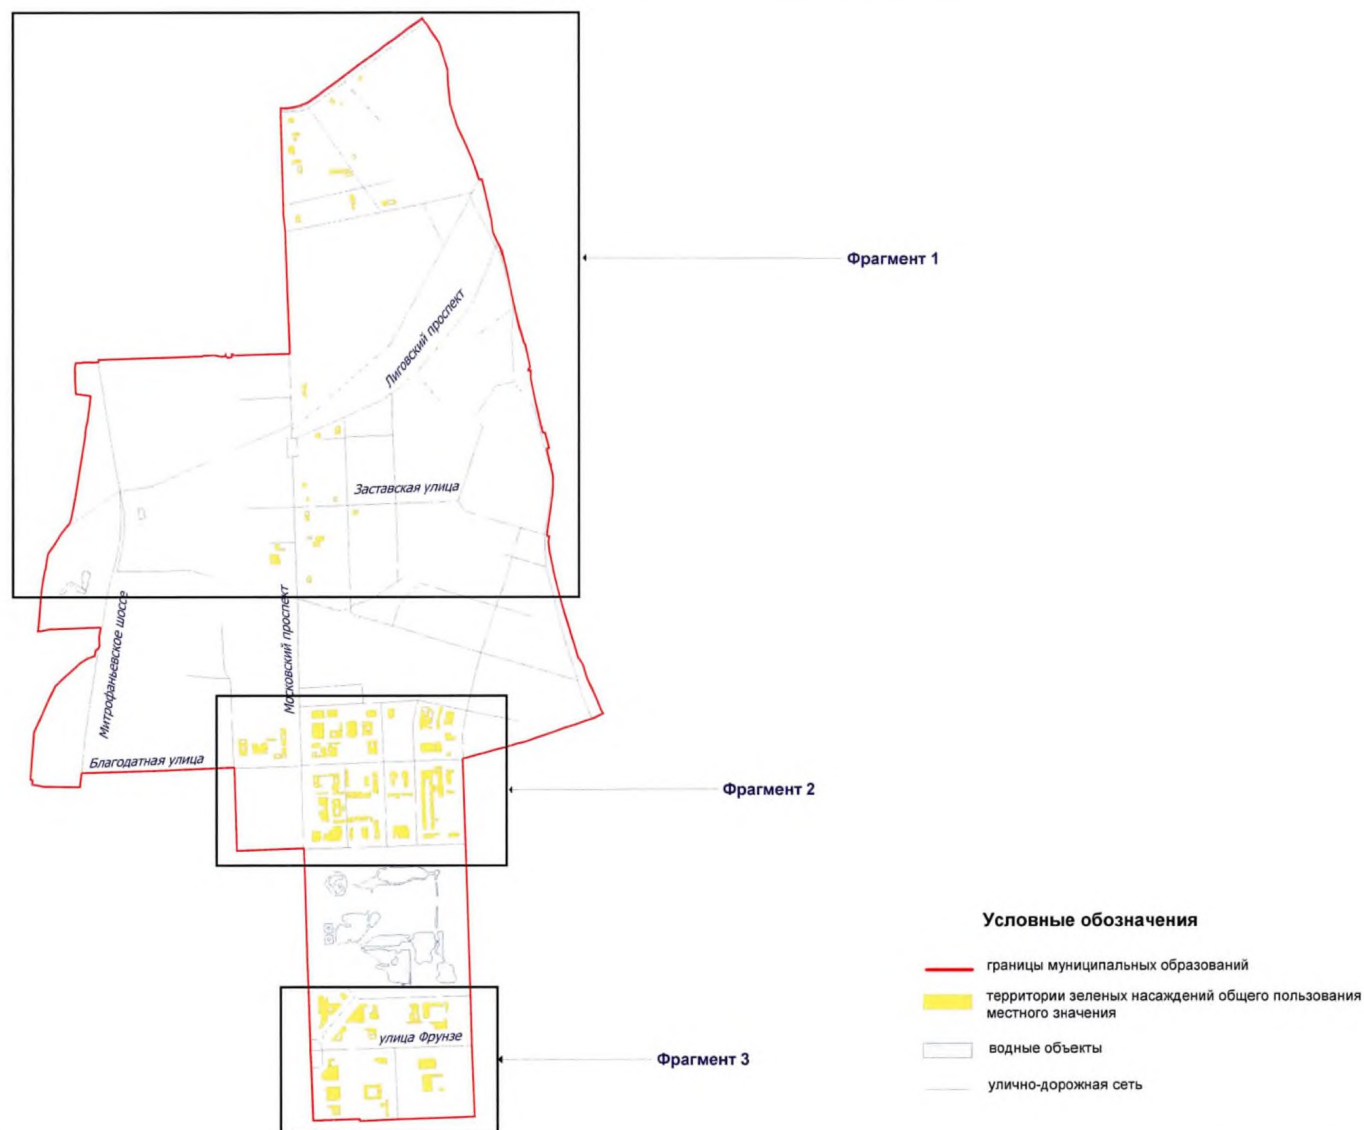 Фрагмент 1
Лиговский проспект
Заставская улица
Митрофаньевское шоссе
Московский проспект
Благодатная улица
Фрагмент 2
Условные обозначения
границы муниципальных образований
территории зеленых насаждений общего пользования
местного значения
водные объекты
улично-дорожная сеть
улица Фрунзе
Фрагмент 3